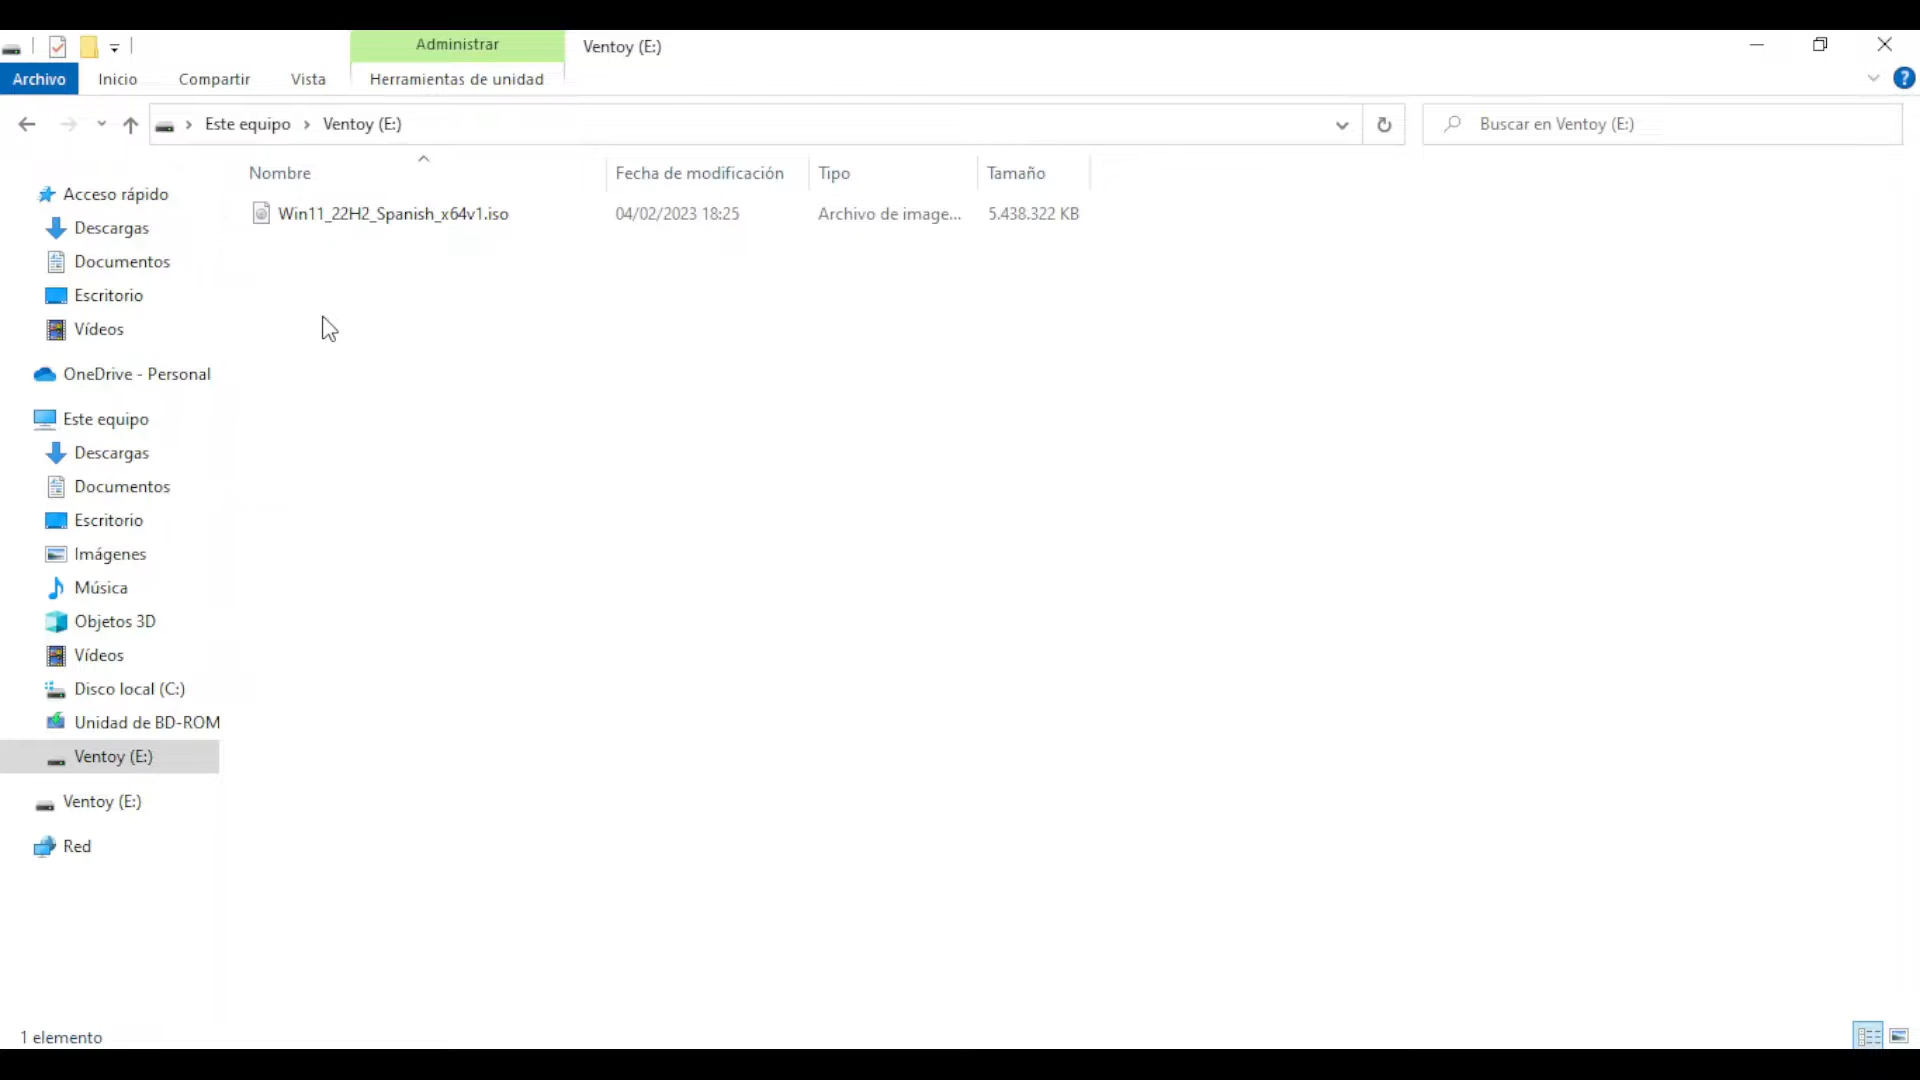 Administrar
Ventoy (E:)
Archivo
Inicio
Compartir
Vista
Herramientas de unidad
?
Este equipo
Ventoy (E:)
Buscar en Ventoy (E:)
Nombre
Fecha de modificación
Tipo
Tamaño
Win11_22H2_Spanish_x64v1.iso
04/02/2023 18:25
Archivo de image...
5.438.322 KB
Acceso rápido
Descargas
Documentos
Escritorio
Vídeos
OneDrive - Personal
Este equipo
Descargas
Documentos
Escritorio
Imágenes
Música
Objetos 3D
Vídeos
Disco local (C:)
Unidad de BD-ROM
Ventoy (E:)
Ventoy (E:)
Red
1 elemento